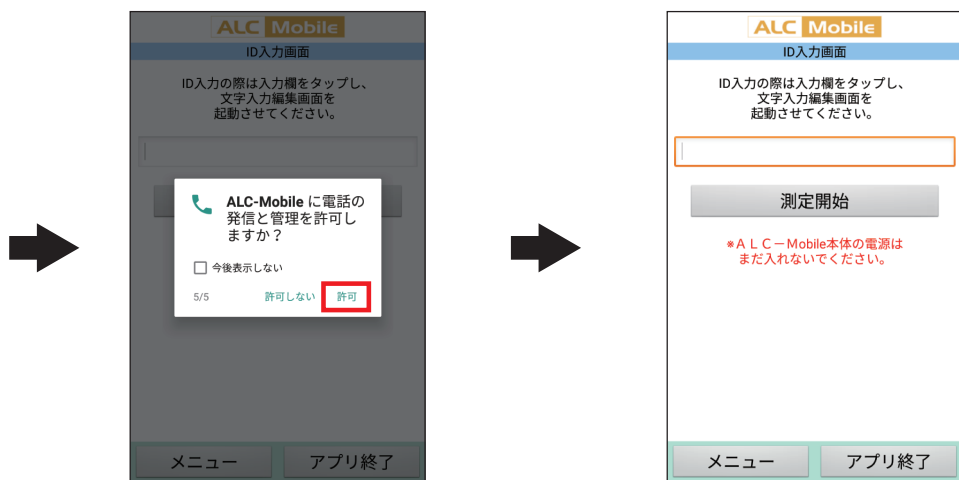 ALC Mobile
ID入力画面
ID入力の際は入力欄をタップし、
文字入力編集画面を
起動させてください。
ALC-Mobile に電話の
発信と管理を許可し
ますか？
今後表示しない
5/5 許可しない 許可
メニュー アプリ終了
ALC Mobile
ID入力画面
ID入力の際は入力欄をタップし、
文字入力編集画面を
起動させてください。
測定開始
※ＡＬＣ－Mobile本体の電源は
まだ入れないでください。
メニュー アプリ終了